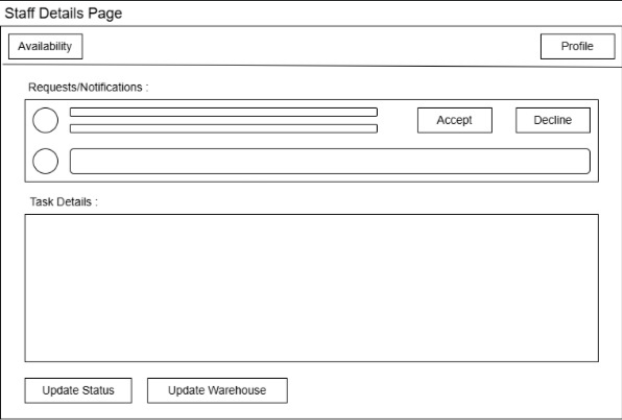 Staff Details Page
Availability
Profile
Requests/Notifications :
Accept
Decline
Task Details :
Update Status
Update Warehouse